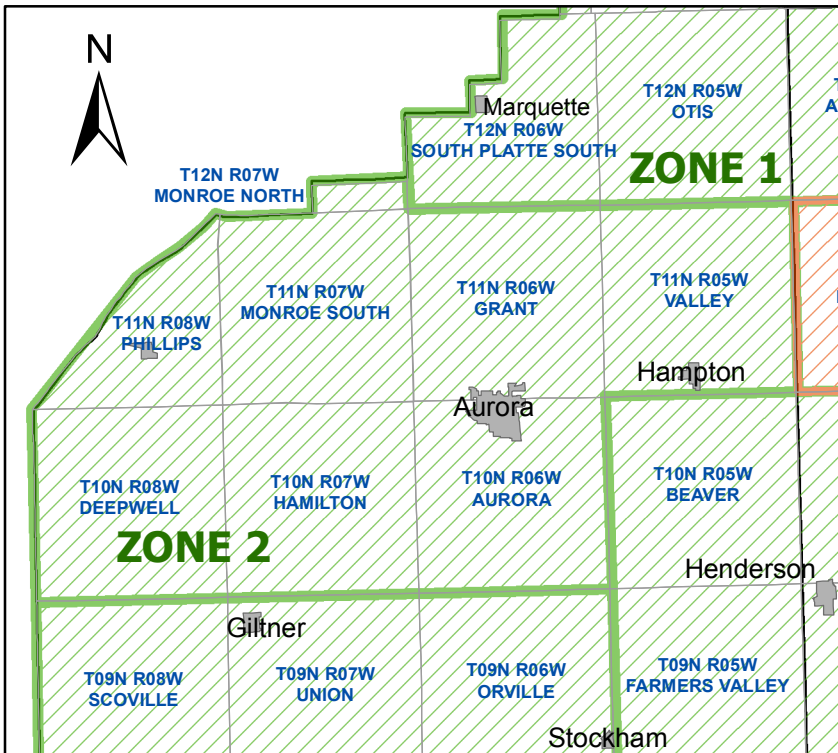 N
Marquette
T12N R05W
OTIS
T12N R06W
SOUTH PLATTE SOUTH
ZONE 1
T12N R07W
MONROE NORTH
T11N R07W
MONROE SOUTH
T11N R06W
GRANT
T11N R05W
VALLEY
T11N R08W
PHILLIPS
Hampton
Aurora
T10N R08W
DEEPWELL
T10N R07W
HAMILTON
T10N R06W
AURORA
T10N R05W
BEAVER
ZONE 2
Henderson
Giltner
T09N R08W
SCOVILLE
T09N R07W
UNION
T09N R06W
ORVILLE
T09N R05W
FARMERS VALLEY
Stockham